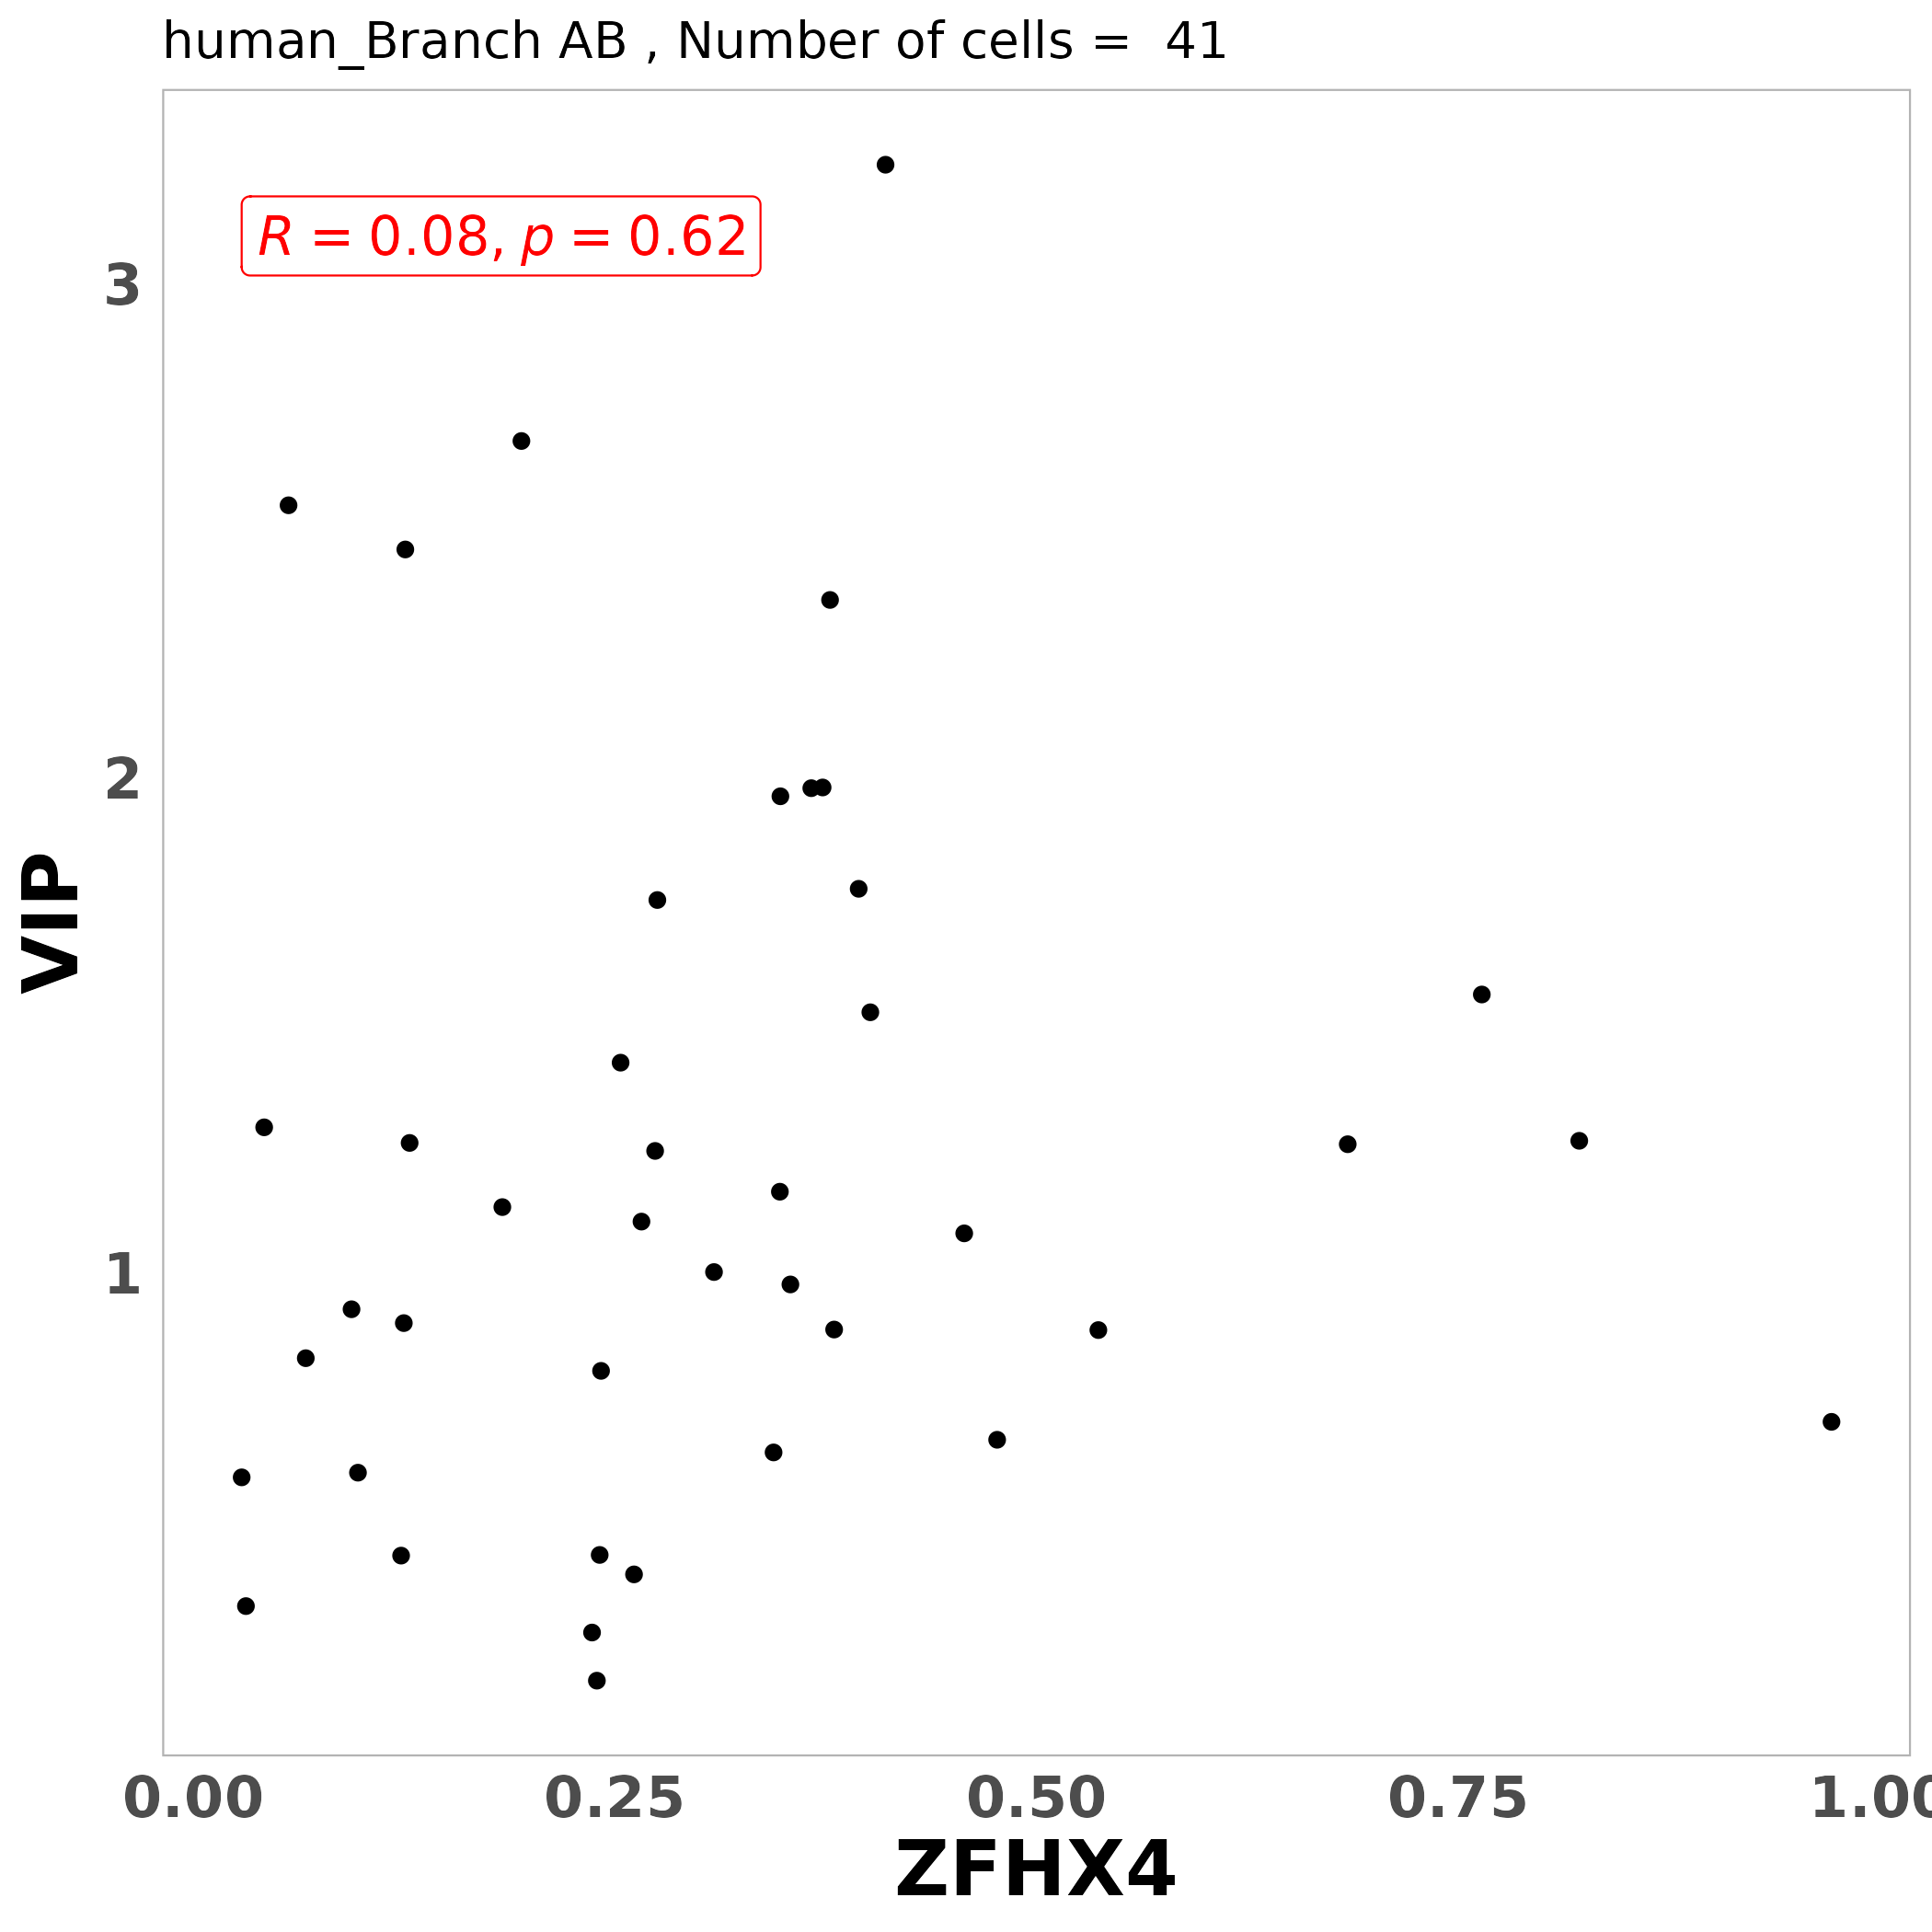 human_Branch AB , Number of cells =  41
R = 0.08, p = 0.62
3
2
1
VIP
0.00 0.25 0.50 0.75 1.00
ZFHX4